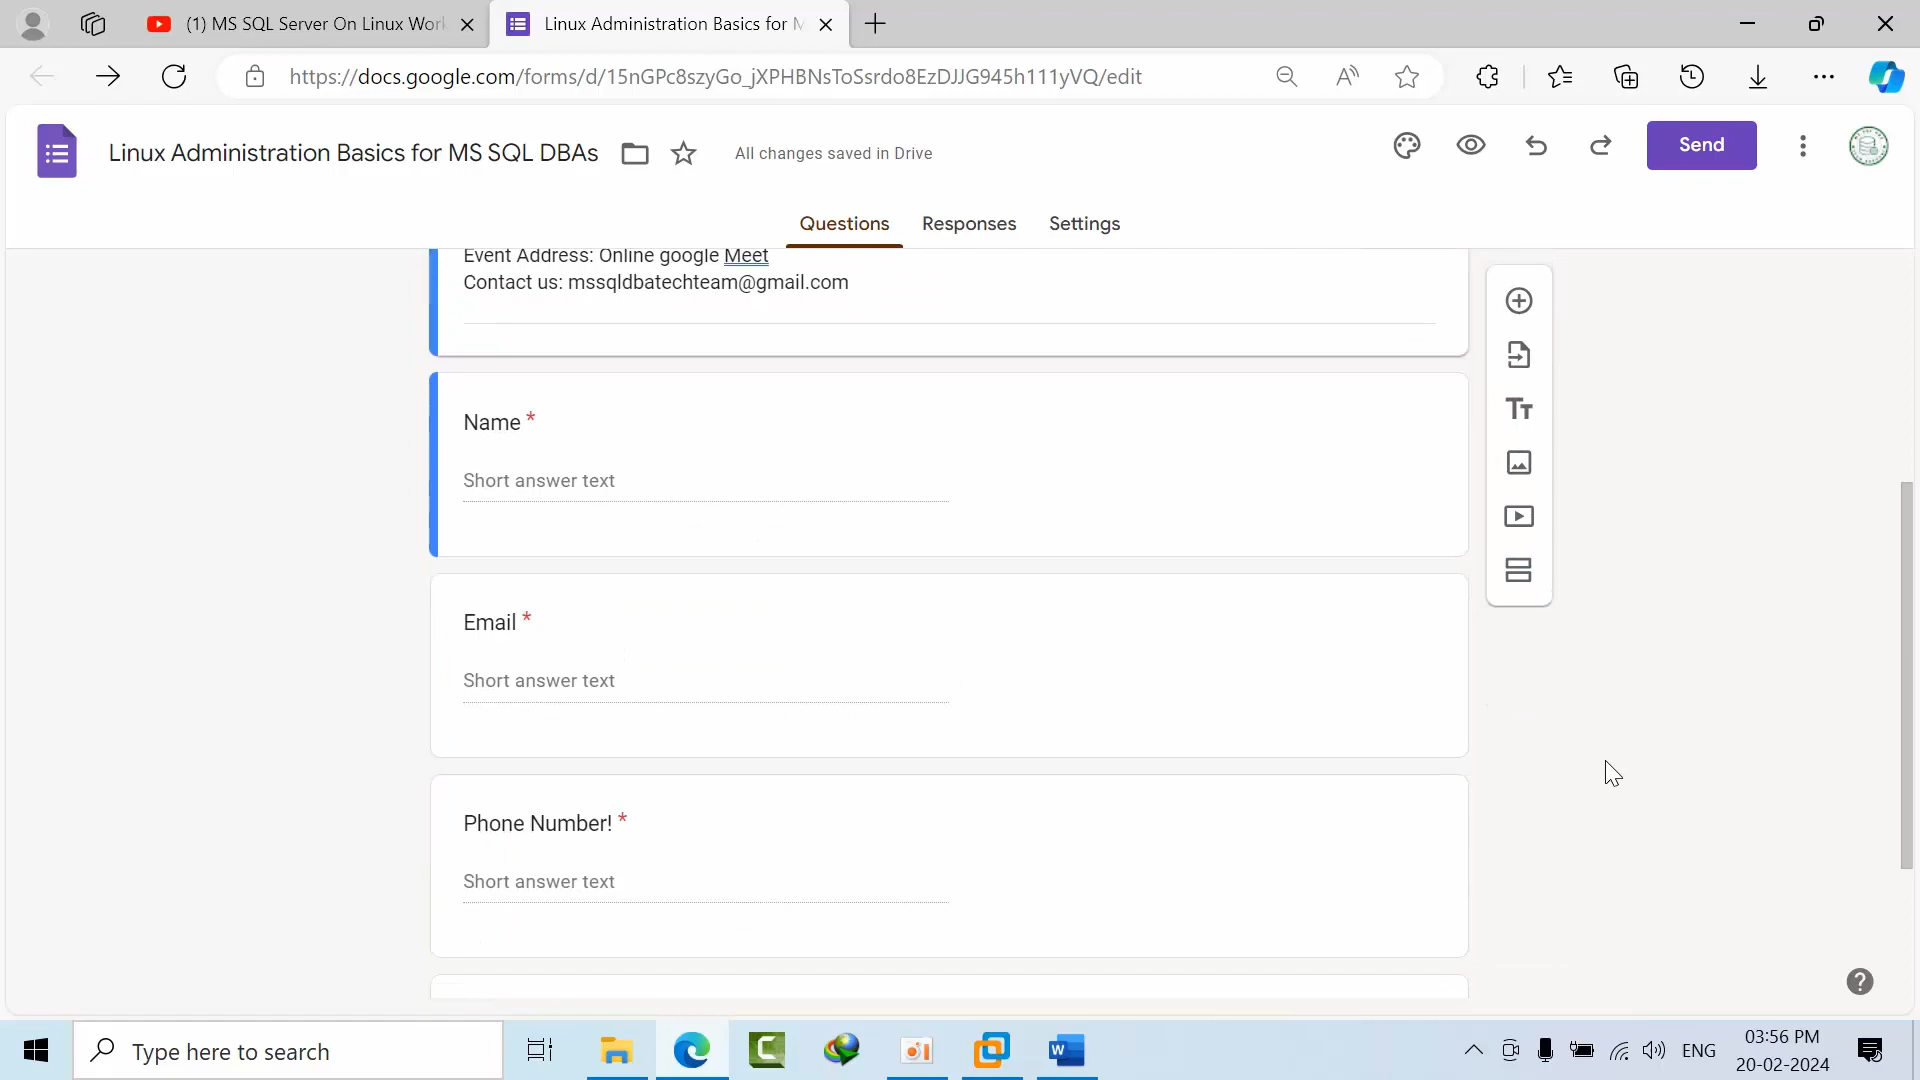 (1) MS SQL Server On Linux Work
Linux Administration Basics for M
https://docs.google.com/forms/d/15nGPc8szyGo_jXPHBNsToSsrdo8EzDJJG945h111yVQ/edit
Linux Administration Basics for MS SQL DBAs
All changes saved in Drive
Send
Questions
Responses
Settings
Event Address: Online google Meet
Contact us: mssqldbatechteam@gmail.com
Name *
Short answer text
Email *
Short answer text
Phone Number! *
Short answer text
Type here to search
ENG
03:56 PM
20-02-2024